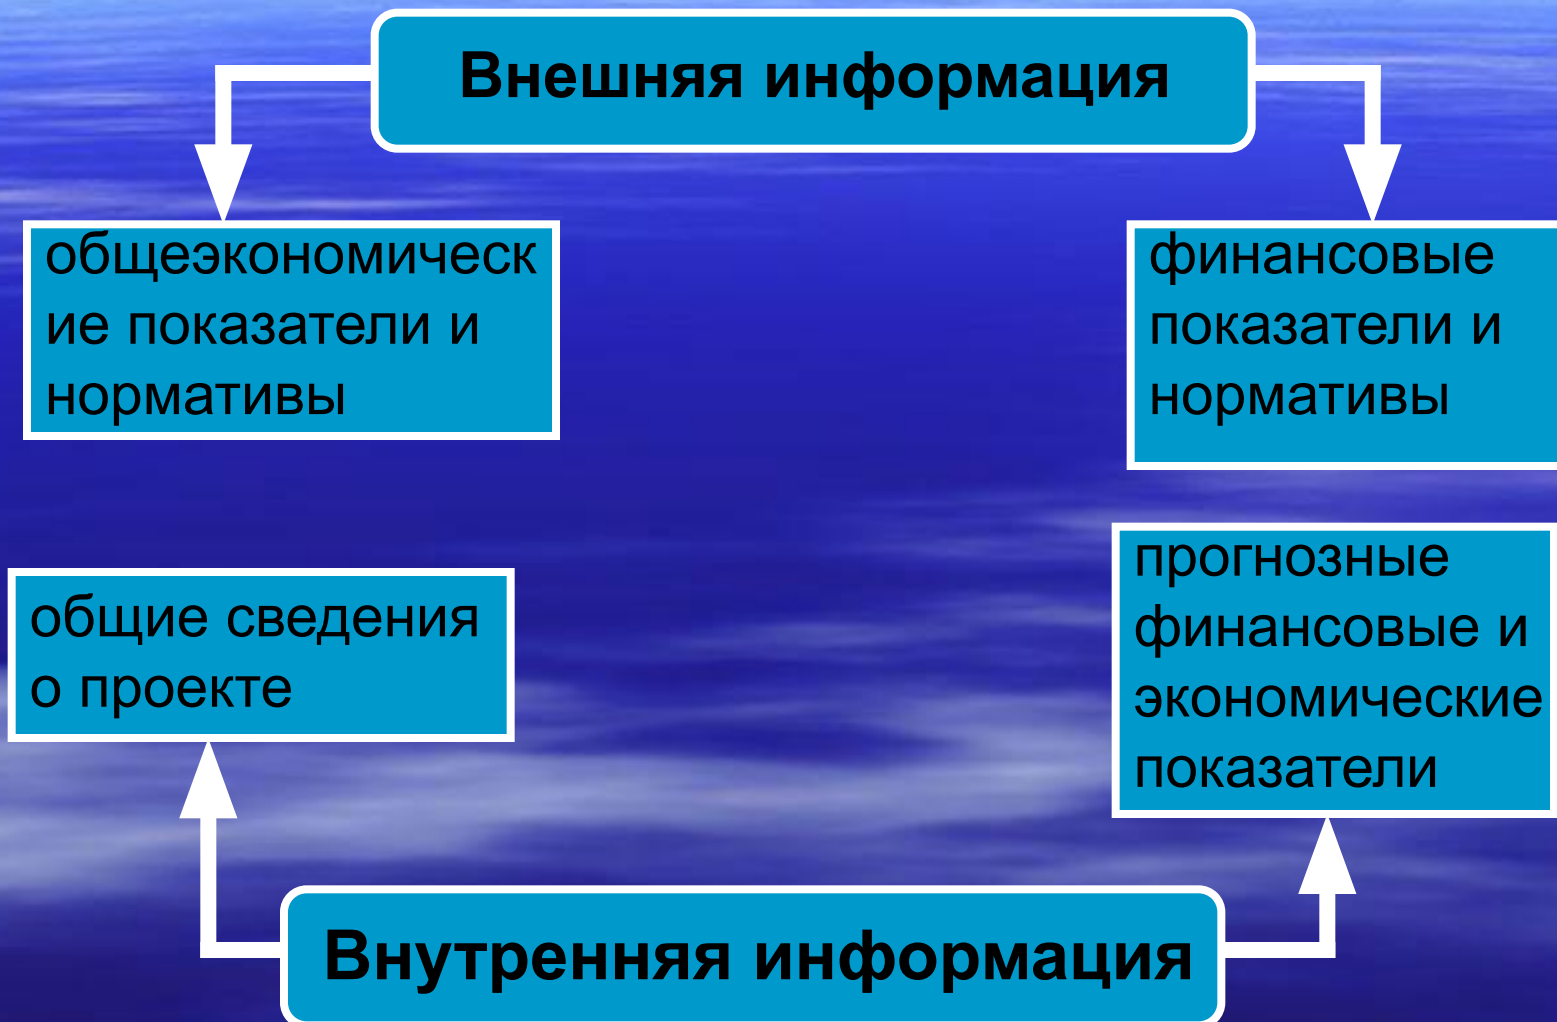 Внешняя информация
общеэкономическ
ие показатели и
нормативы
финансовые
показатели и
нормативы
общие сведения
о проекте
прогнозные
финансовые и
экономические
показатели
Внутренняя информация